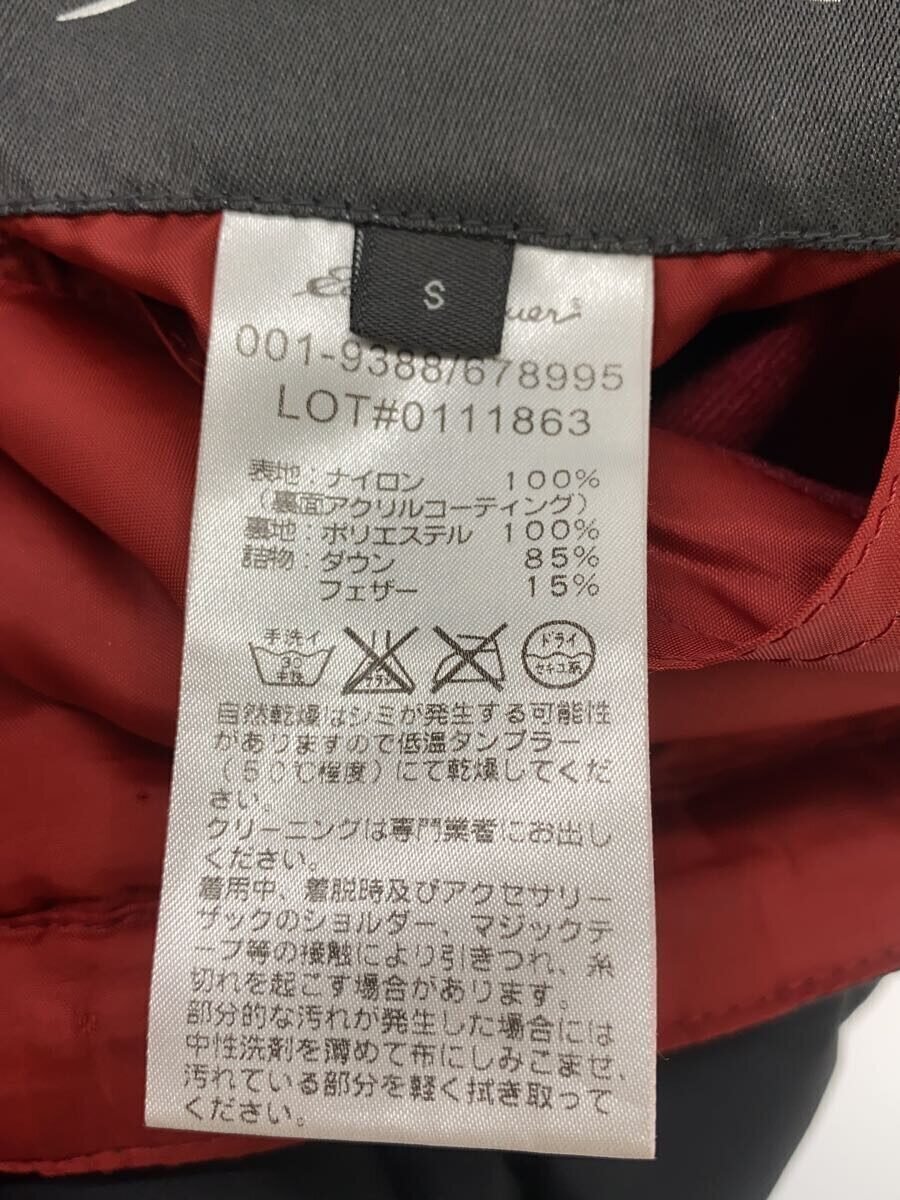 S
001-9388/678995
LOT#0111863
表地：ナイロン 100%
（裏面アクリルコーティング）
裏地：ポリエステル 100%
詰物：ダウン 85%
フェザー 15%
手洗イ
30
中性
ドライ
セキユ系
自然乾燥はシミが発生する可能性
がありますので低温タンブラー
（50℃程度）にて乾燥してくだ
さい。
クリーニングは専門業者にお出し
ください。
着用中、着脱時及びアクセサリー
ザックのショルダー、マジックテ
ープ等の接触により引きつれ、糸
切れを起こす場合があります。
部分的な汚れが発生した場合には
中性洗剤を薄めて布にしみこませ、
汚れている部分を軽く拭き取って
ください。